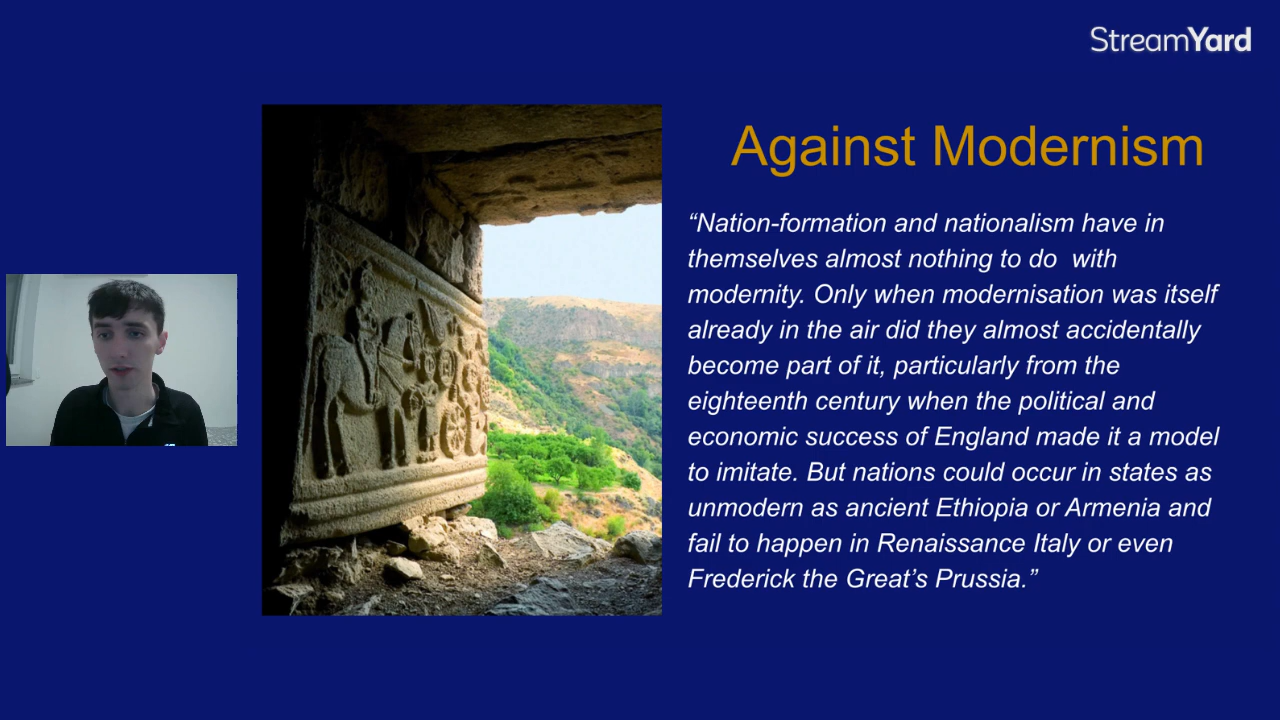 StreamYard
Against Modernism
“Nation-formation and nationalism have in
themselves almost nothing to do  with
modernity. Only when modernisation was itself
already in the air did they almost accidentally
become part of it, particularly from the
eighteenth century when the political and
economic success of England made it a model
to imitate. But nations could occur in states as
unmodern as ancient Ethiopia or Armenia and
fail to happen in Renaissance Italy or even
Frederick the Great’s Prussia.”